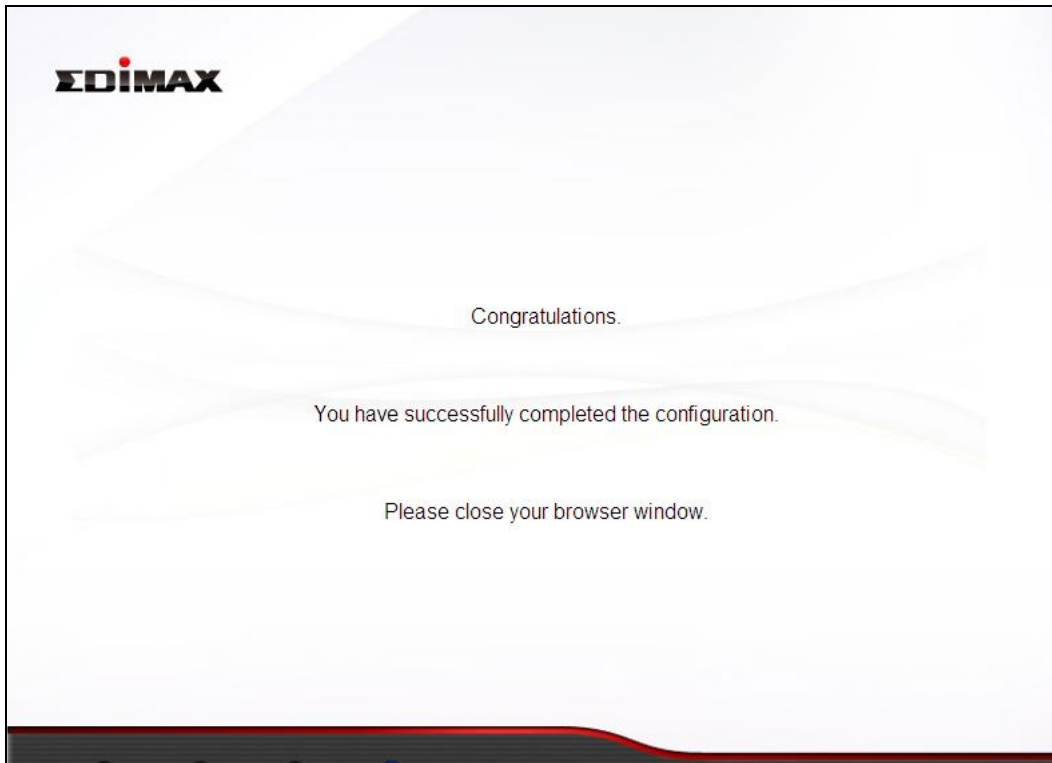 EDiMAX
Congratulations.
You have successfully completed the configuration.
Please close your browser window.